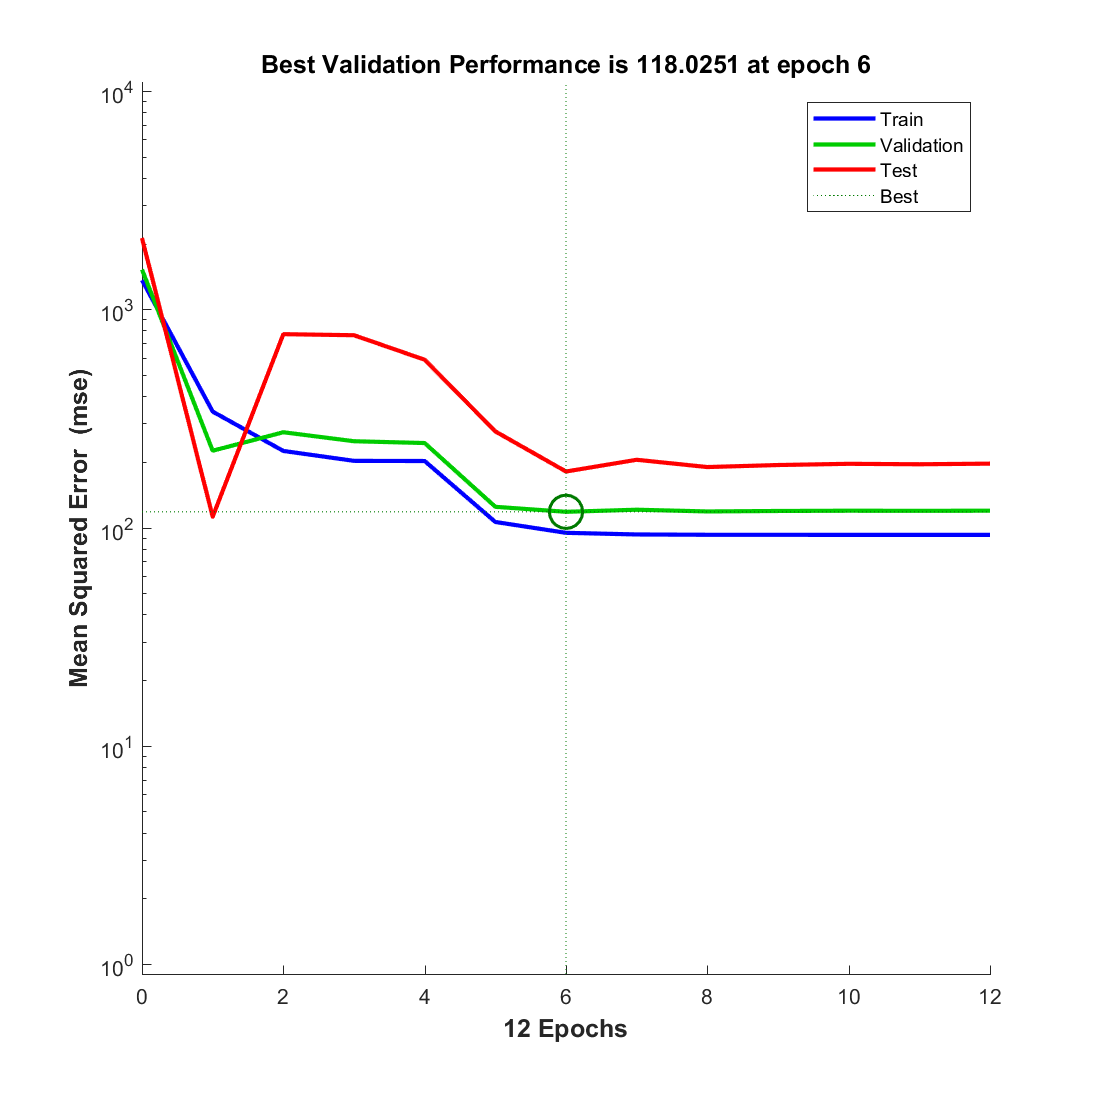 Best Validation Performance is 118.0251 at epoch 6
Train
Validation
Test
Best
10^4
10^3
10^2
10^1
10^0
Mean Squared Error (mse)
0 2 4 6 8 10 12
12 Epochs